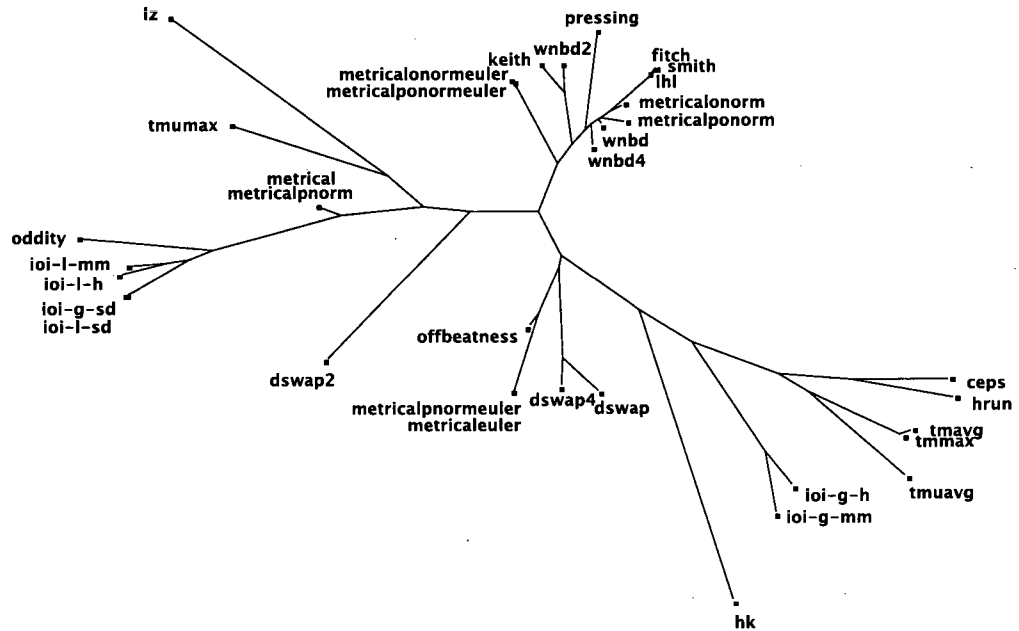 iz
pressing
wnbd2
keith
fitch
smith
lhl
metricalonormeuler
metricalponormeuler
metricalonorm
metricalponorm
tmumax
wnbd
wnbd4
metrical
metricalpnorm
oddity
ioi-l-mm
ioi-l-h
ioi-g-sd
ioi-l-sd
offbeatness
dswap2
dswap4
dswap
metricalpnormeuler
metricaleuler
ceps
hrun
tmavg
tmmax
tmuavg
ioi-g-h
ioi-g-mm
hk